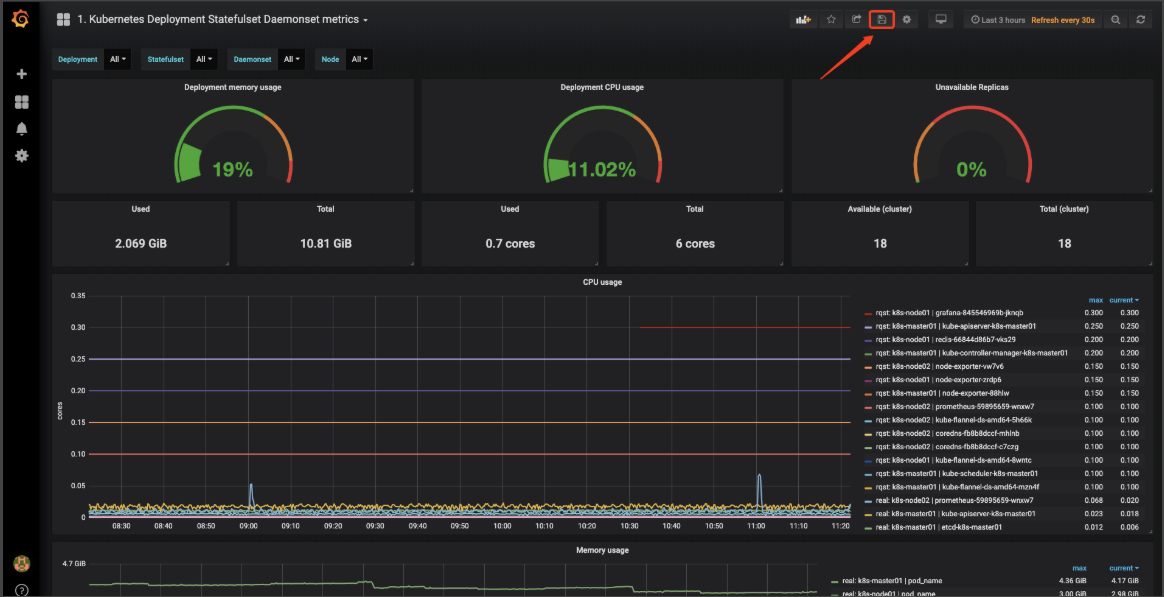 1. Kubernetes Deployment Statefulset Daemonset metrics
Last 3 hours Refresh every 30s
Deployment All Statefulset All Daemonset All Node All
Deployment memory usage
19%
Deployment CPU usage
11.02%
Unavailable Replicas
0%
Used
2.069 GiB
Total
10.81 GiB
Used
0.7 cores
Total
6 cores
Available (cluster)
18
Total (cluster)
18
CPU usage
0.35
0.30
0.25
0.20
0.15
0.10
0.05
0
cores
08:30 08:40 08:50 09:00 09:10 09:20 09:30 09:40 09:50 10:00 10:10 10:20 10:30 10:40 10:50 11:00 11:10 11:20
max current
rqst: k8s-node01 | grafana-845546969b-jknqb 0.300 0.300
rqst: k8s-master01 | kube-apiserver-k8s-master01 0.250 0.250
rqst: k8s-node01 | redis-66844d86b7-vks29 0.200 0.200
rqst: k8s-master01 | kube-controller-manager-k8s-master01 0.200 0.200
rqst: k8s-node02 | node-exporter-vw7v6 0.150 0.150
rqst: k8s-node01 | node-exporter-zrdp6 0.150 0.150
rqst: k8s-master01 | node-exporter-88hlw 0.150 0.150
rqst: k8s-node02 | prometheus-59895659-wnxw7 0.100 0.100
rqst: k8s-node02 | kube-flannel-ds-amd64-5h66k 0.100 0.100
rqst: k8s-node02 | coredns-fb8b8dccf-mhlnb 0.100 0.100
rqst: k8s-node02 | coredns-fb8b8dccf-c7czg 0.100 0.100
rqst: k8s-node01 | kube-flannel-ds-amd64-8wntc 0.100 0.100
rqst: k8s-master01 | kube-scheduler-k8s-master01 0.100 0.100
rqst: k8s-master01 | kube-flannel-ds-amd64-mzn4f 0.100 0.100
real: k8s-node02 | prometheus-59895659-wnxw7 0.068 0.020
real: k8s-master01 | kube-apiserver-k8s-master01 0.023 0.018
real: k8s-master01 | etcd-k8s-master01 0.012 0.006
Memory usage
4.7 GiB
max current
real: k8s-master01 | pod_name 4.36 GiB 4.17 GiB
real: k8s-node01 | pod_name 3.00 GiB 2.98 GiB